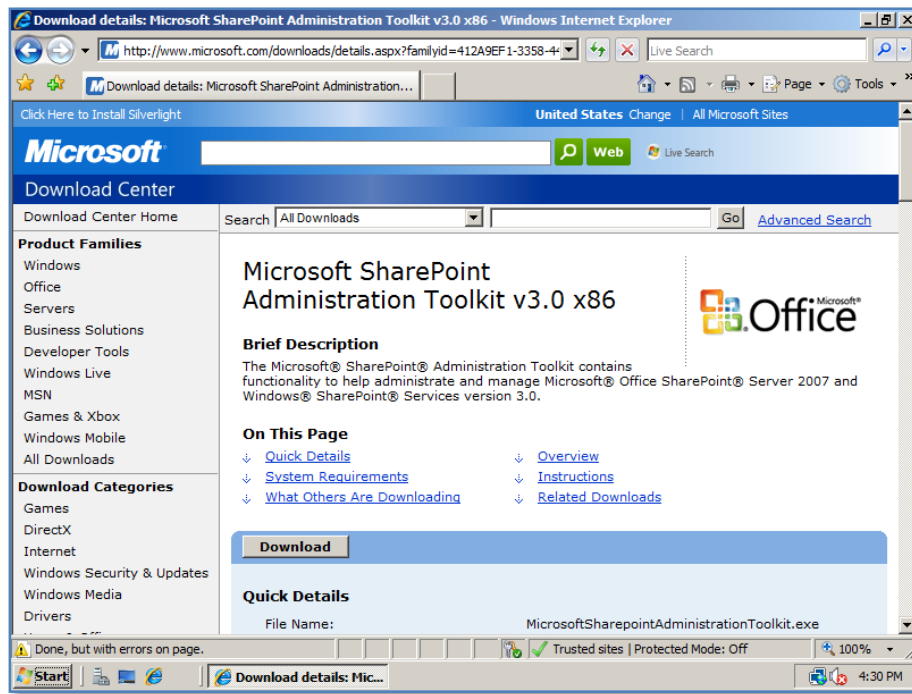 Download details: Microsoft SharePoint Administration Toolkit v3.0 x86 - Windows Internet Explorer
http://www.microsoft.com/downloads/details.aspx?familyid=412A9EF1-3358-4
Live Search
Download details: Microsoft SharePoint Administration...
Page
Tools
Click Here to Install Silverlight
United States Change | All Microsoft Sites
Microsoft
Web
Live Search
Download Center
Download Center Home
Search All Downloads
Go
Advanced Search
Product Families
Windows
Office
Servers
Business Solutions
Developer Tools
Windows Live
MSN
Games & Xbox
Windows Mobile
All Downloads
Download Categories
Games
DirectX
Internet
Windows Security & Updates
Windows Media
Drivers
Microsoft SharePoint
Administration Toolkit v3.0 x86
Microsoft®
Office
Brief Description
The Microsoft® SharePoint® Administration Toolkit contains
functionality to help administrate and manage Microsoft® Office SharePoint® Server 2007 and
Windows® SharePoint® Services version 3.0.
On This Page
Quick Details
Overview
System Requirements
Instructions
What Others Are Downloading
Related Downloads
Download
Quick Details
File Name:
MicrosoftSharepointAdministrationToolkit.exe
Done, but with errors on page.
Trusted sites | Protected Mode: Off
100%
Start
Download details: Mic...
4:30 PM